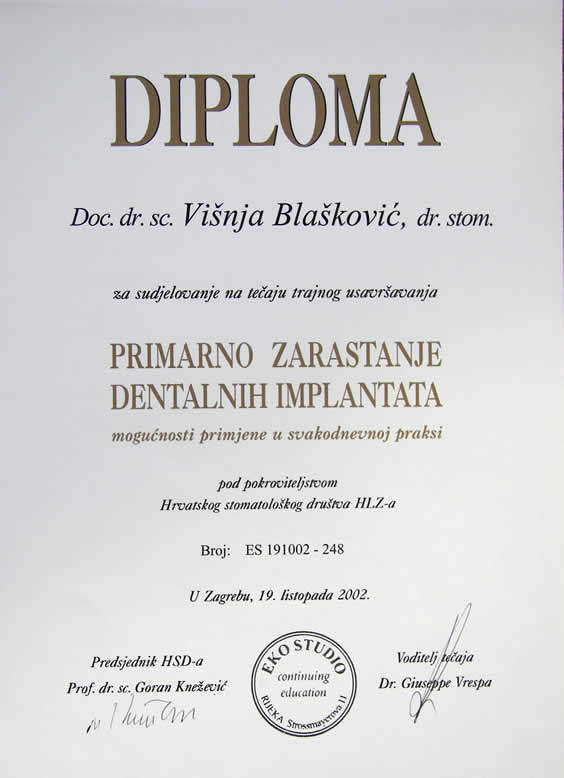 DIPLOMA
Doc. dr. sc. Višnja Blašković, dr. stom.
za sudjelovanje na tečaju trajnog usavršavanja
PRIMARNO ZARASTANJE
DENTALNIH IMPLANTATA
mogućnosti primjene u svakodnevnoj praksi
pod pokroviteljstvom
Hrvatskog stomatološkog društva HLZ-a
Broj: ES 191002 - 248
U Zagrebu, 19. listopada 2002.
Predsjednik HSD-a
Prof. dr. sc. Goran Knežević
EKO STUDIO
continuing
education
RIJEKA Strossmayerova 11
Voditelj tečaja
Dr. Giuseppe Vrespa